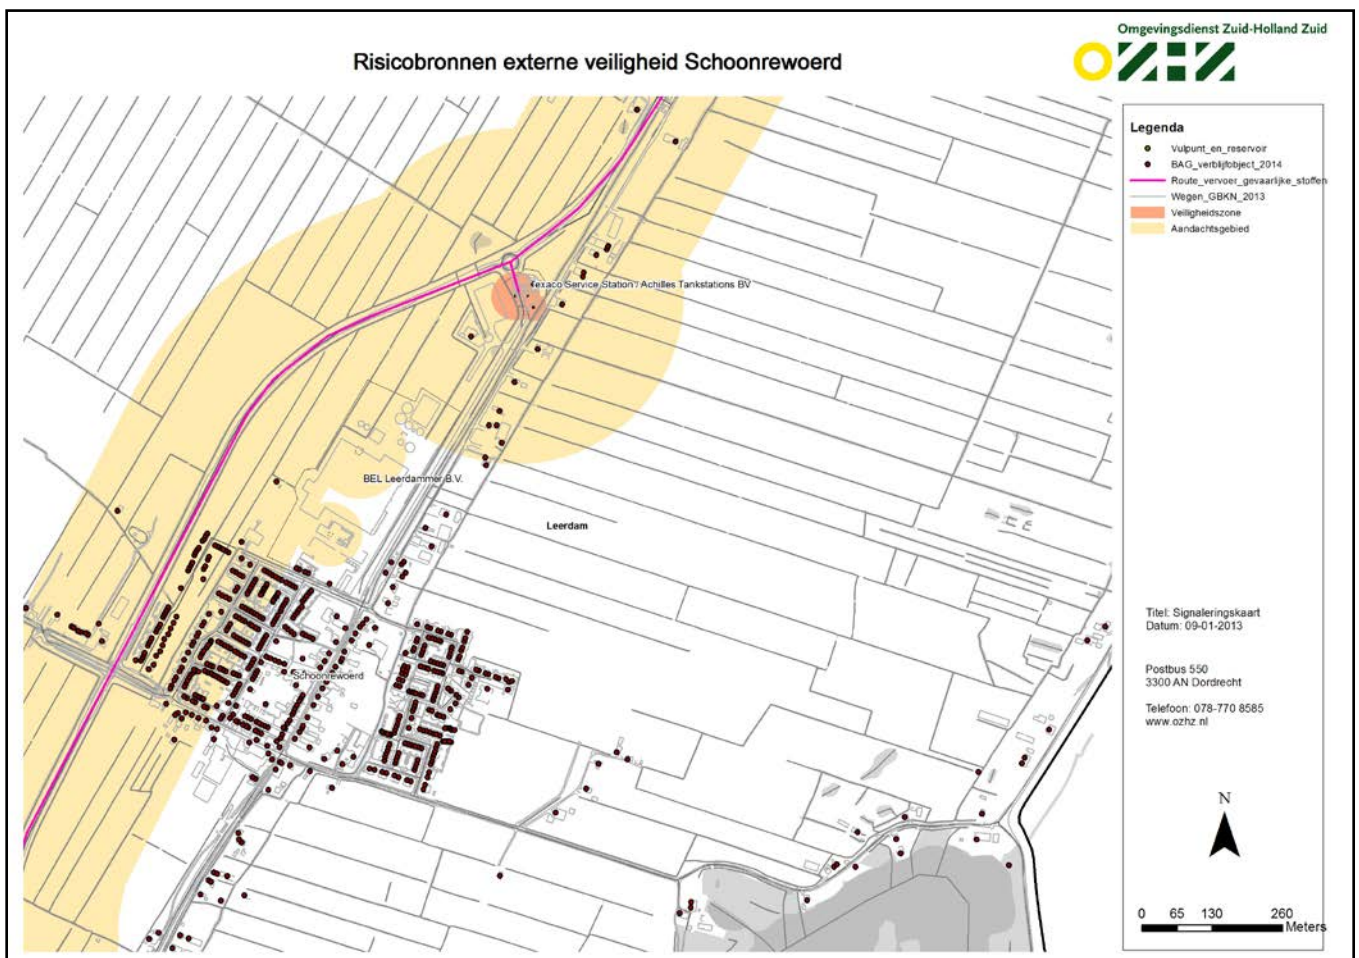 Omgevingsdienst Zuid-Holland Zuid
OZHZ
Risicobronnen externe veiligheid Schoonrewoerd
Legenda
Vulpunt_en_reservoir
BAG_verblijfobject_2014
Route_vervoer_gevaarlijke_stoffen
Wegen_GBKN_2013
Veiligheidszone
Aandachtsgebied
Texaco Service Station / Achilles Tankstations BV
BEL Leerdammer B.V.
Leerdam
Schoonrewoerd
Titel: Signaleringskaart
Datum: 09-01-2013
Postbus 550
3300 AN Dordrecht
Telefoon: 078-770 8585
www.ozhz.nl
N
0 65 130 260
Meters